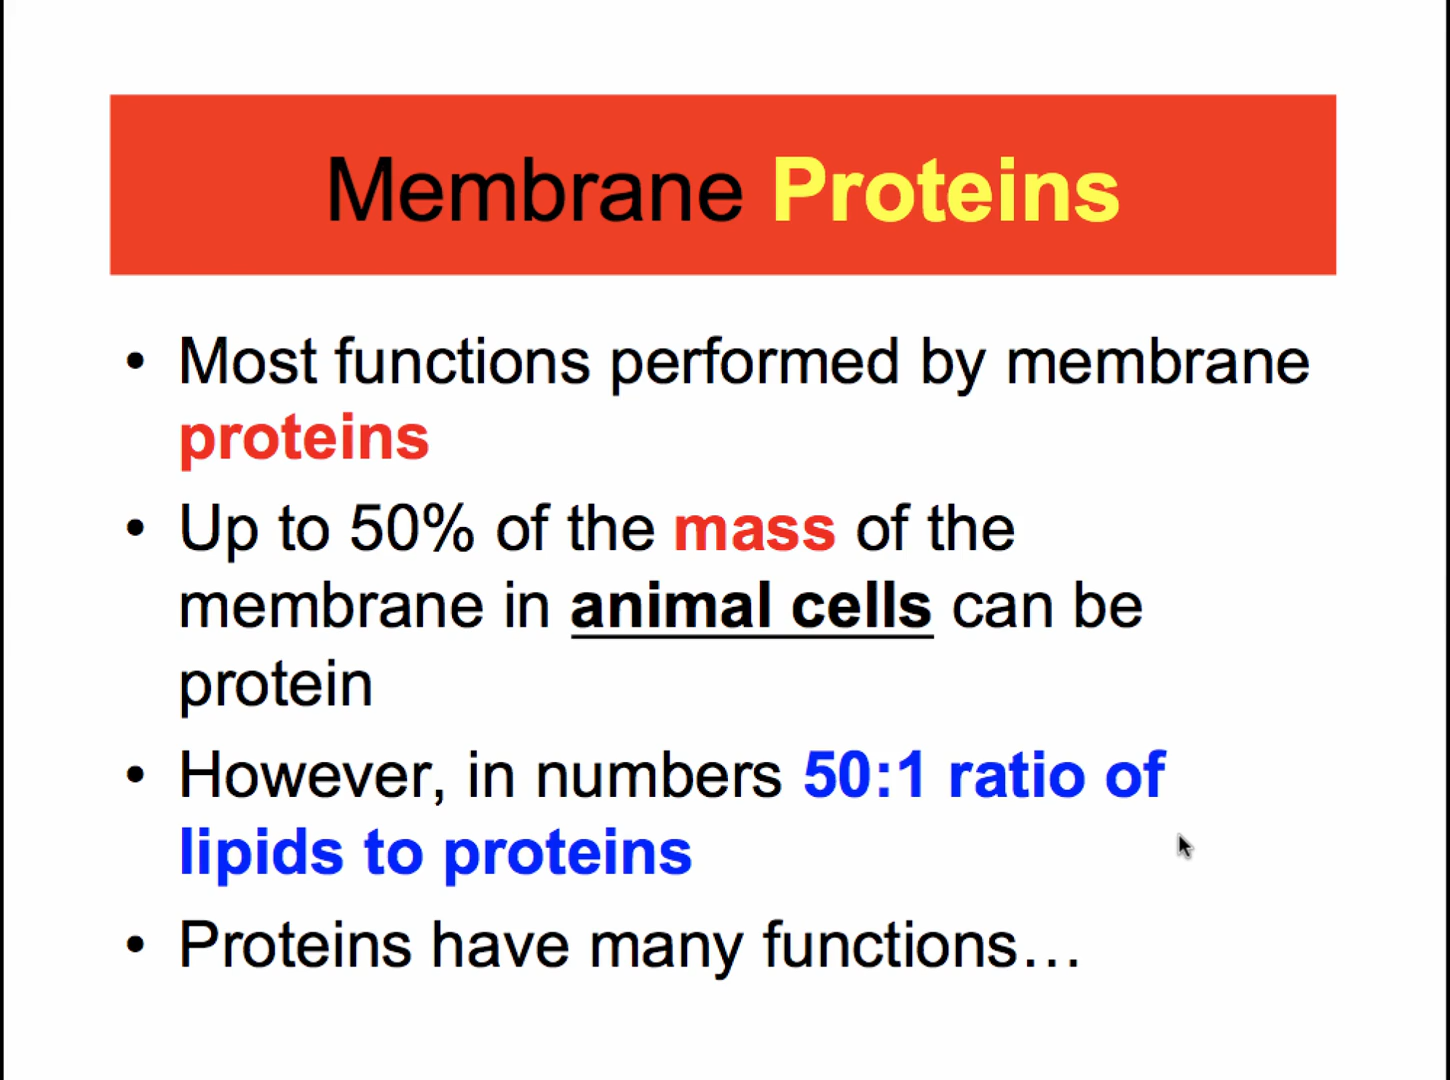 Membrane Proteins
• Most functions performed by membrane
proteins
• Up to 50% of the mass of the
membrane in animal cells can be
protein
• However, in numbers 50:1 ratio of
lipids to proteins
• Proteins have many functions…